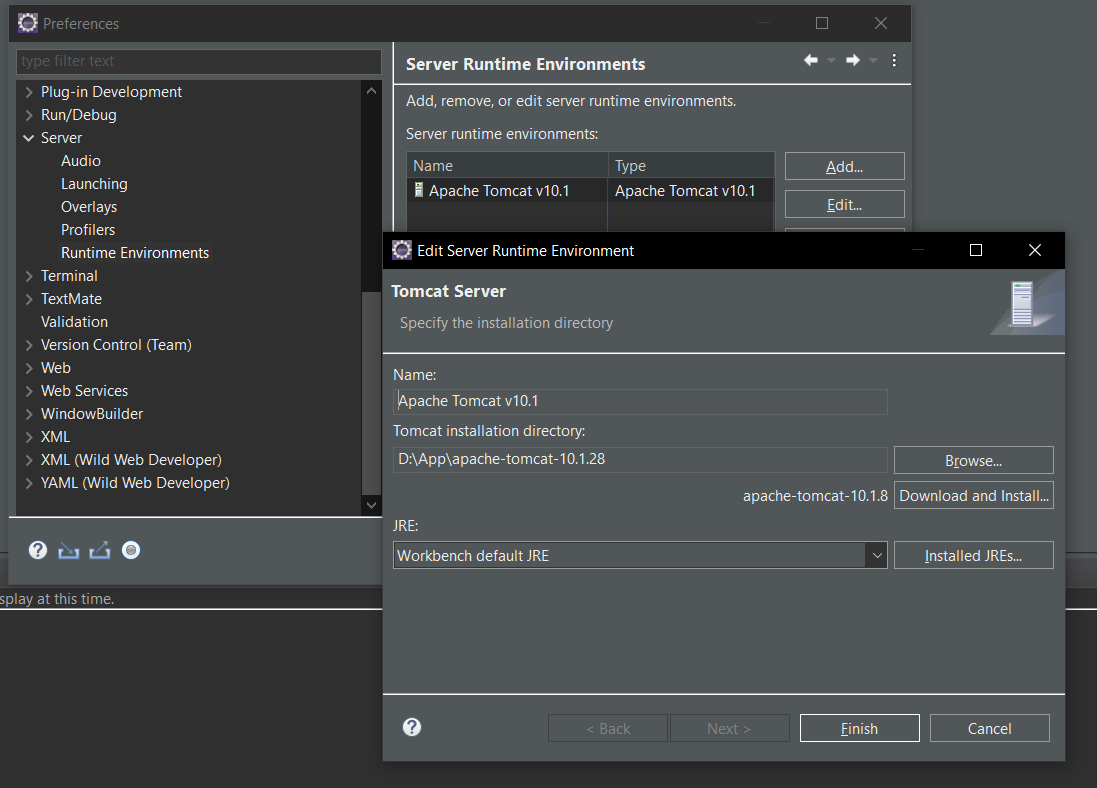 Preferences
type filter text
Plug-in Development
Run/Debug
Server
Audio
Launching
Overlays
Profilers
Runtime Environments
Terminal
TextMate
Validation
Version Control (Team)
Web
Web Services
WindowBuilder
XML
XML (Wild Web Developer)
YAML (Wild Web Developer)
Server Runtime Environments
Add, remove, or edit server runtime environments.
Server runtime environments:
Name Type
Apache Tomcat v10.1 Apache Tomcat v10.1
Add...
Edit...
Edit Server Runtime Environment
Tomcat Server
Specify the installation directory
Name:
Apache Tomcat v10.1
Tomcat installation directory:
D:\App\apache-tomcat-10.1.28
Browse...
apache-tomcat-10.1.8 Download and Install...
JRE:
Workbench default JRE Installed JREs...
< Back Next > Finish Cancel
splay at this time.